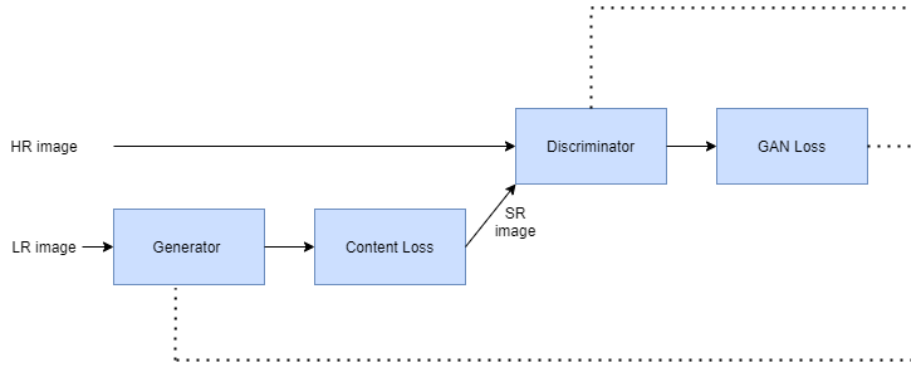 HR image
Discriminator
GAN Loss
LR image
Generator
Content Loss
SR
image